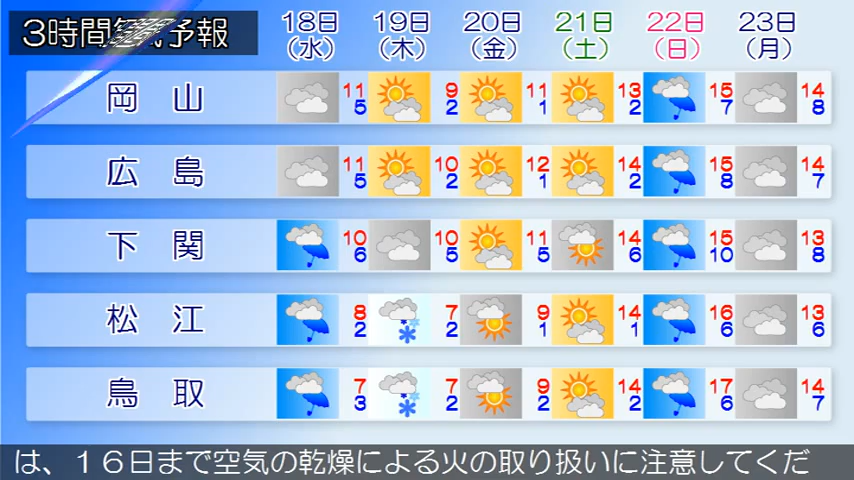 3時間天気予報
18日 19日 20日 21日 22日 23日
(水) (木) (金) (土) (日) (月)
岡 山 11 5 9 2 11 1 13 2 15 7 14 8
広 島 11 5 10 2 12 1 14 2 15 8 14 7
下 関 10 6 10 5 11 5 14 6 15 10 13 8
松 江 8 2 7 2 9 1 14 1 16 6 13 6
鳥 取 7 3 7 2 9 2 14 2 17 6 14 7
は、１６日まで空気の乾燥による火の取り扱いに注意してくだ